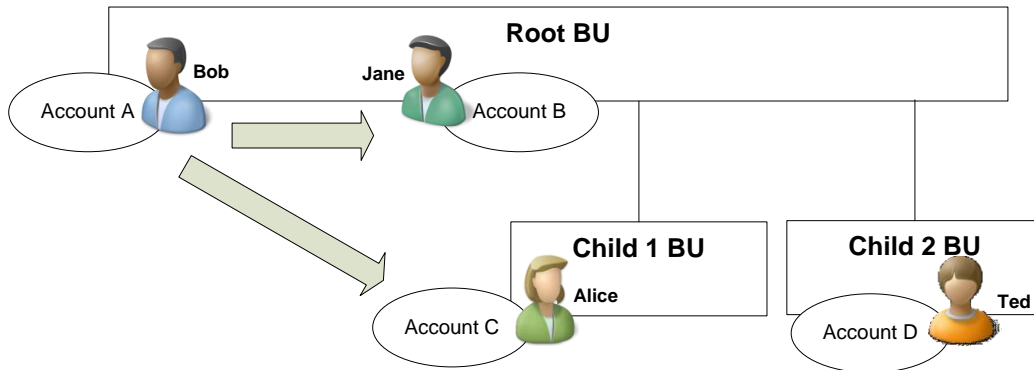 Root BU
Bob
Jane
Account A
Account B
Child 1 BU
Child 2 BU
Alice
Ted
Account C
Account D